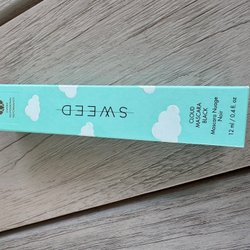 SWEED
CLOUD
MASCARA
BLACK
Mascara Nuage
Noir
12 ml / 0.4 fl. oz